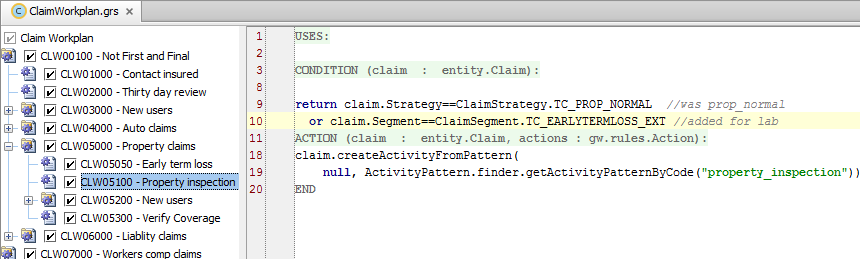 ClaimWorkplan.grs
Claim Workplan
CLW00100 - Not First and Final
CLW01000 - Contact insured
CLW02000 - Thirty day review
CLW03000 - New users
CLW04000 - Auto claims
CLW05000 - Property claims
CLW05050 - Early term loss
CLW05100 - Property inspection
CLW05200 - New users
CLW05300 - Verify Coverage
CLW06000 - Liablity claims
CLW07000 - Workers comp claims
1 USES:
2
3 CONDITION (claim : entity.Claim):
8
9 return claim.Strategy==ClaimStrategy.TC_PROP_NORMAL //vas prop_normal
10 or claim.Segment==ClaimSegment.TC_EARLYTERMLOSS_EXT //added for lab
11 ACTION (claim : entity.Claim, actions : gw.rules.Action):
18 claim.createActivityFromPattern(
19 null, ActivityPattern.finder.getActivityPatternByCode("property_inspection"))
20 END